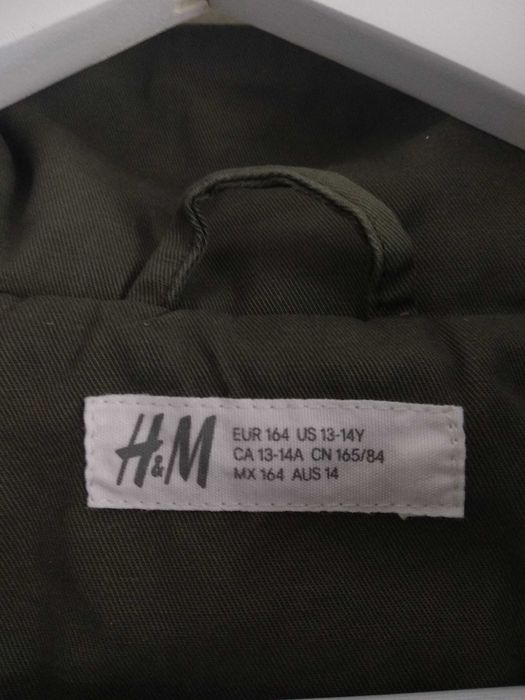 H&M
EUR 164 US 13-14Y
CA 13-14A CN 165/84
MX 164 AUS 14